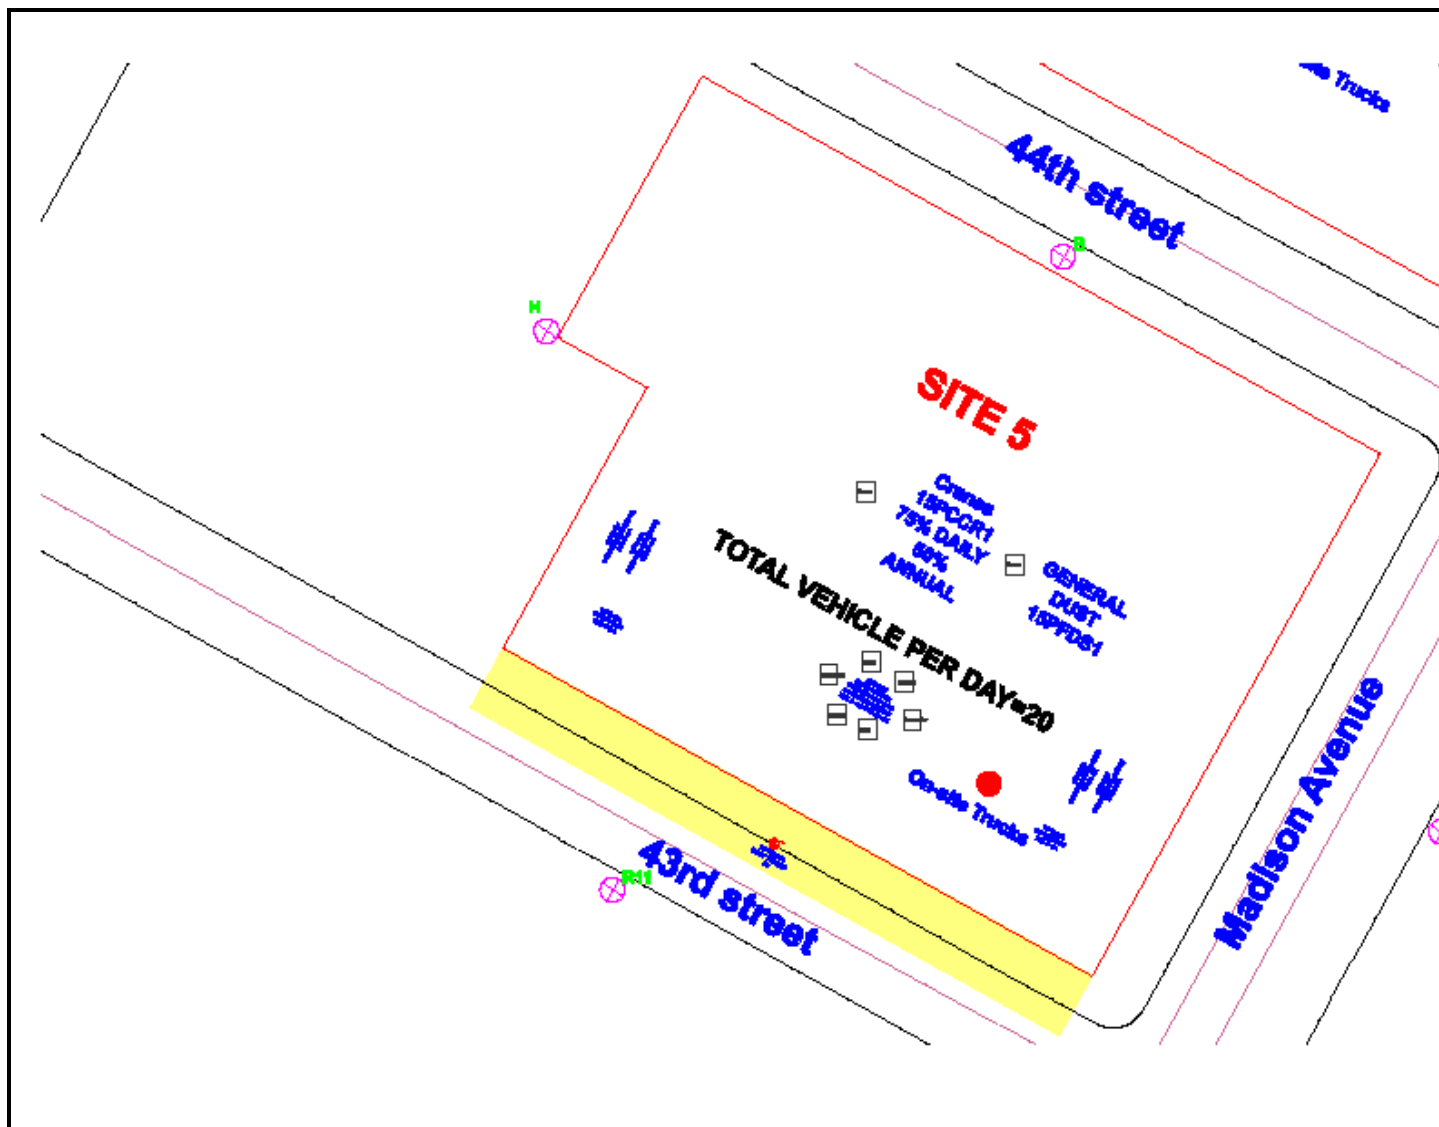 Trucks
44th street
B
H
SITE 5
Cranes
15PCCR1
75% DAILY
50%
ANNUAL
GENERAL
DUST
15PFDS1
TOTAL VEHICLE PER DAY=20
On-site Trucks
43rd street
R11
Madison Avenue